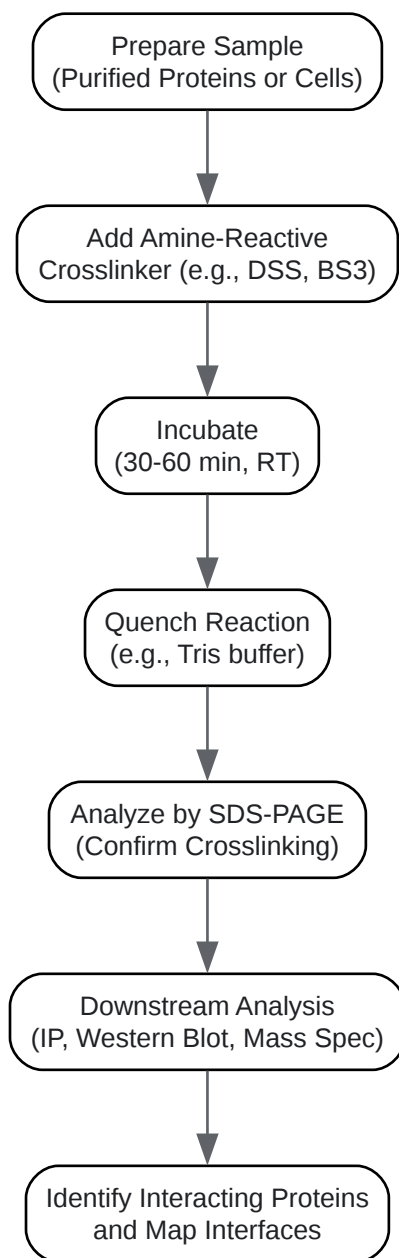 Prepare Sample
(Purified Proteins or Cells)
Add Amine-Reactive
Crosslinker (e.g., DSS, BS3)
Incubate
(30-60 min, RT)
Quench Reaction
(e.g., Tris buffer)
Analyze by SDS-PAGE
(Confirm Crosslinking)
Downstream Analysis
(IP, Western Blot, Mass Spec)
Identify Interacting Proteins
and Map Interfaces